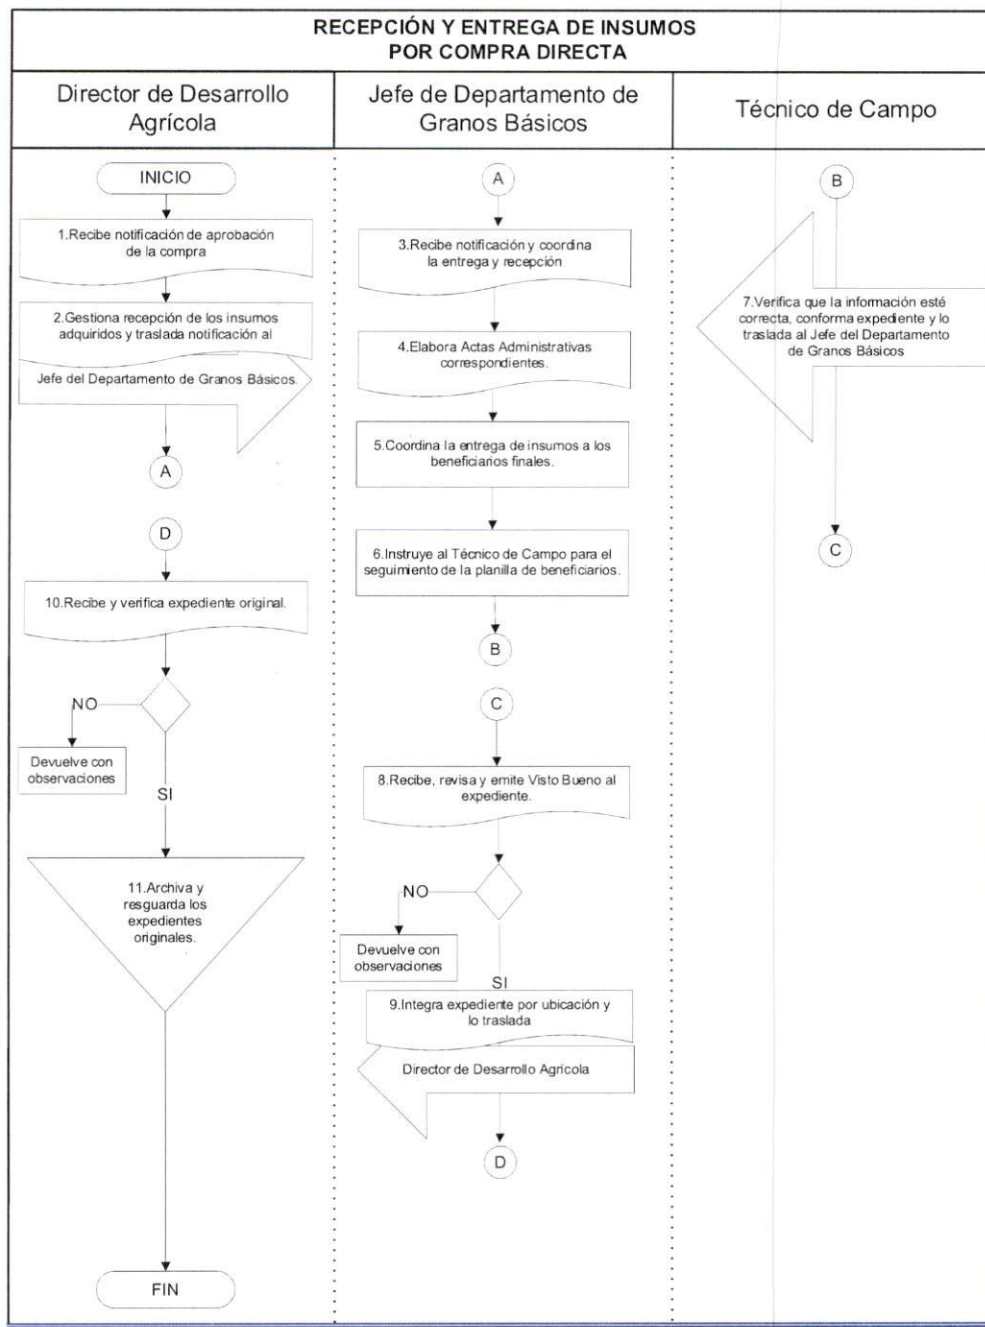 RECEPCIÓN Y ENTREGA DE INSUMOS
POR COMPRA DIRECTA
Director de Desarrollo
Agrícola
Jefe de Departamento de
Granos Básicos
Técnico de Campo
INICIO
1.Recibe notificación de aprobación
de la compra
2.Gestiona recepción de los insumos
adquiridos y traslada notificación al
Jefe del Departamento de Granos Básicos.
A
D
10.Recibe y verifica expediente original.
NO
Devuelve con
observaciones
SI
11.Archiva y
resguarda los
expedientes
originales.
FIN
A
3.Recibe notificación y coordina
la entrega y recepción
4.Elabora Actas Administrativas
correspondientes.
5.Coordina la entrega de insumos a los
beneficiarios finales.
6.Instruye al Técnico de Campo para el
seguimiento de la planilla de beneficiarios.
B
C
8.Recibe, revisa y emite Visto Bueno al
expediente.
NO
Devuelve con
observaciones
SI
9.Integra expediente por ubicación y
lo traslada
Director de Desarrollo Agrícola
D
B
7.Verifica que la información esté
correcta, conforma expediente y lo
traslada al Jefe del Departamento
de Granos Básicos
C